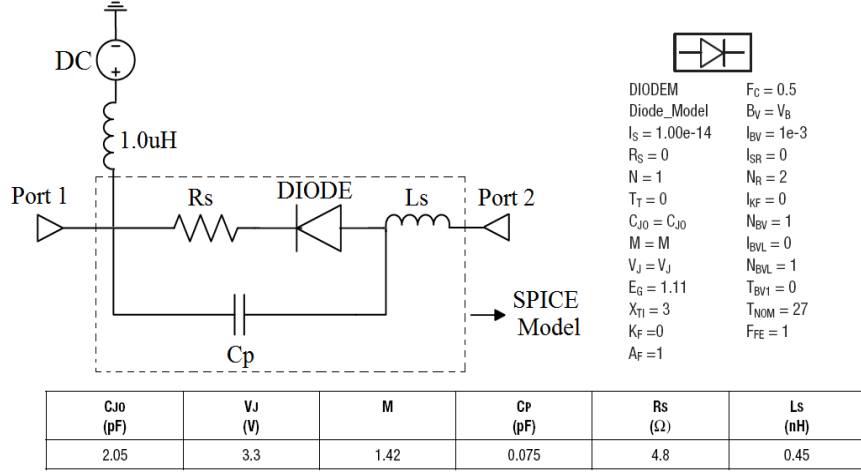 DC
−
+
1.0uH
Port 1
Rs
DIODE
Ls
Port 2
Cp
SPICE
Model
DIODEM
Diode_Model
IS = 1.00e-14
RS = 0
N = 1
TT = 0
CJO = CJO
M = M
VJ = VJ
EG = 1.11
XTI = 3
KF =0
AF =1
FC = 0.5
BV = VB
IBV = 1e-3
ISR = 0
NR = 2
IKF = 0
NBV = 1
IBVL = 0
NBVL = 1
TBV1 = 0
TNOM = 27
FFE = 1
CJO (pF) VJ (V) M CP (pF) RS (Ω) LS (nH)
2.05 3.3 1.42 0.075 4.8 0.45